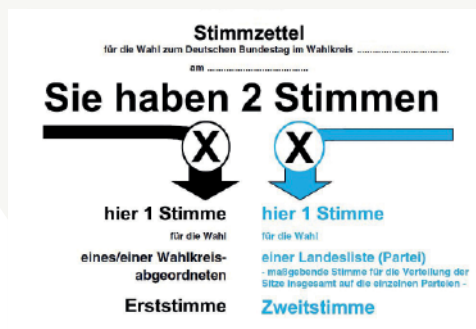 Stimmzettel
für die Wahl zum Deutschen Bundestag im Wahlkreis ................................
am ....................................
Sie haben 2 Stimmen
X
X
hier 1 Stimme
für die Wahl
eines/einer Wahlkreis-
abgeordneten
Erststimme
hier 1 Stimme
für die Wahl
einer Landesliste (Partei)
- maßgebende Stimme für die Verteilung der
Sitze insgesamt auf die einzelnen Parteien -
Zweitstimme